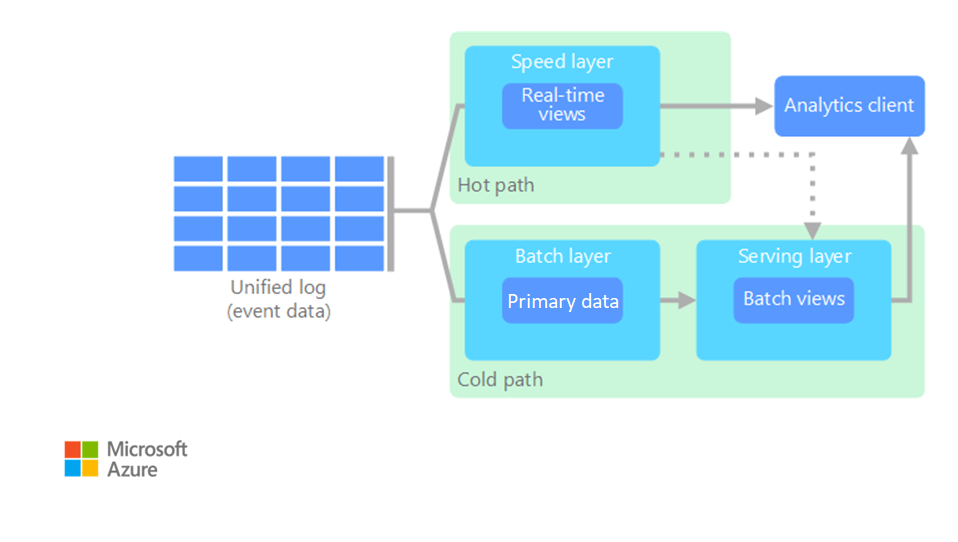 Speed layer
Real-time
views
Hot path
Analytics client
Unified log
(event data)
Batch layer
Primary data
Serving layer
Batch views
Cold path
Microsoft
Azure